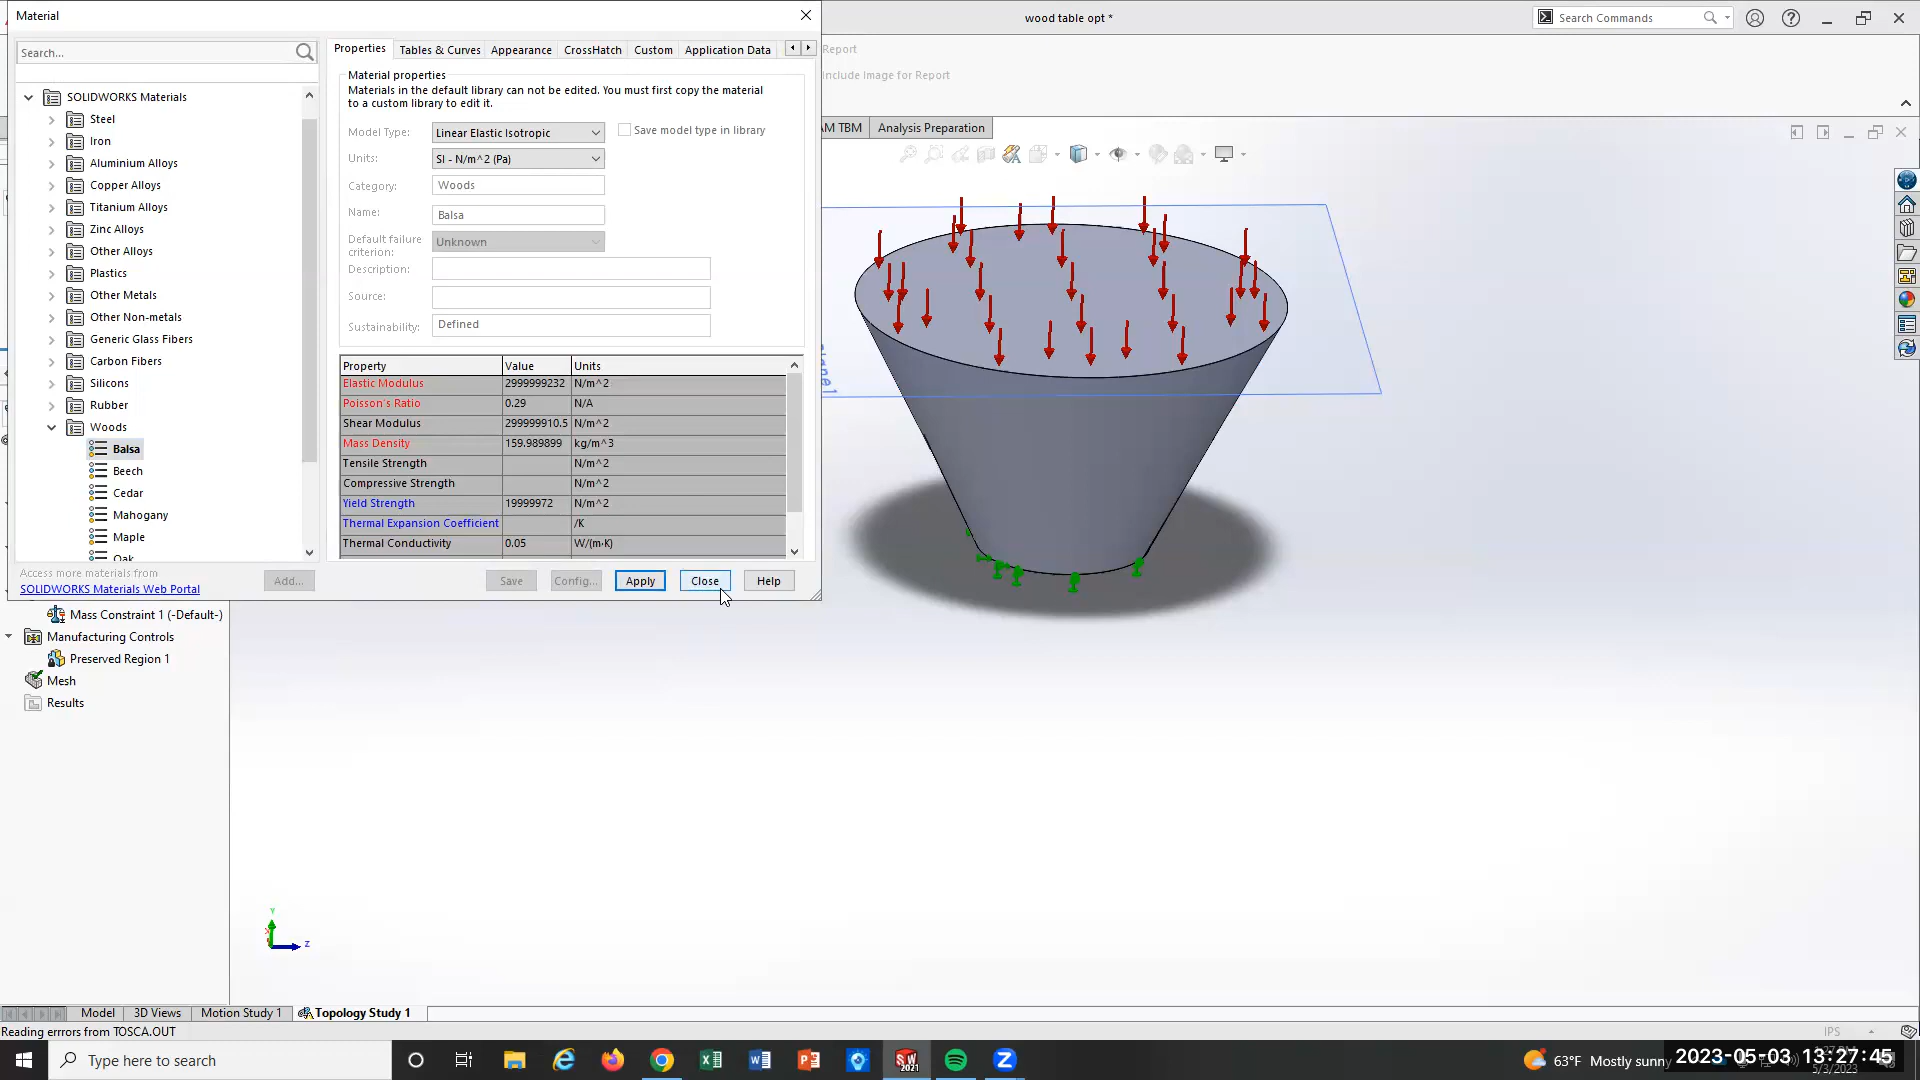 Material
wood table opt *
Search Commands
Search...
Properties
Tables & Curves
Appearance
CrossHatch
Custom
Application Data
Report
Include Image for Report
SOLIDWORKS Materials
Steel
Iron
Aluminium Alloys
Copper Alloys
Titanium Alloys
Zinc Alloys
Other Alloys
Plastics
Other Metals
Other Non-metals
Generic Glass Fibers
Carbon Fibers
Silicons
Rubber
Woods
Balsa
Beech
Cedar
Mahogany
Maple
Oak
Material properties
Materials in the default library can not be edited. You must first copy the material
to a custom library to edit it.
Model Type: Linear Elastic Isotropic
Save model type in library
Units: SI - N/m^2 (Pa)
Category: Woods
Name: Balsa
Default failure
criterion: Unknown
Description:
Source:
Sustainability: Defined
Property Value Units
Elastic Modulus 2999999232 N/m^2
Poisson's Ratio 0.29 N/A
Shear Modulus 299999910.5 N/m^2
Mass Density 159.989899 kg/m^3
Tensile Strength N/m^2
Compressive Strength N/m^2
Yield Strength 19999972 N/m^2
Thermal Expansion Coefficient /K
Thermal Conductivity 0.05 W/(m·K)
Access more materials from
SOLIDWORKS Materials Web Portal
Add...
Save
Config...
Apply
Close
Help
AM TBM
Analysis Preparation
Mass Constraint 1 (-Default-)
Manufacturing Controls
Preserved Region 1
Mesh
Results
Y
Z
Model
3D Views
Motion Study 1
Topology Study 1
Reading errrors from TOSCA.OUT
IPS
Type here to search
63°F Mostly sunny
2023-05-03 13:27:45
5/3/2023